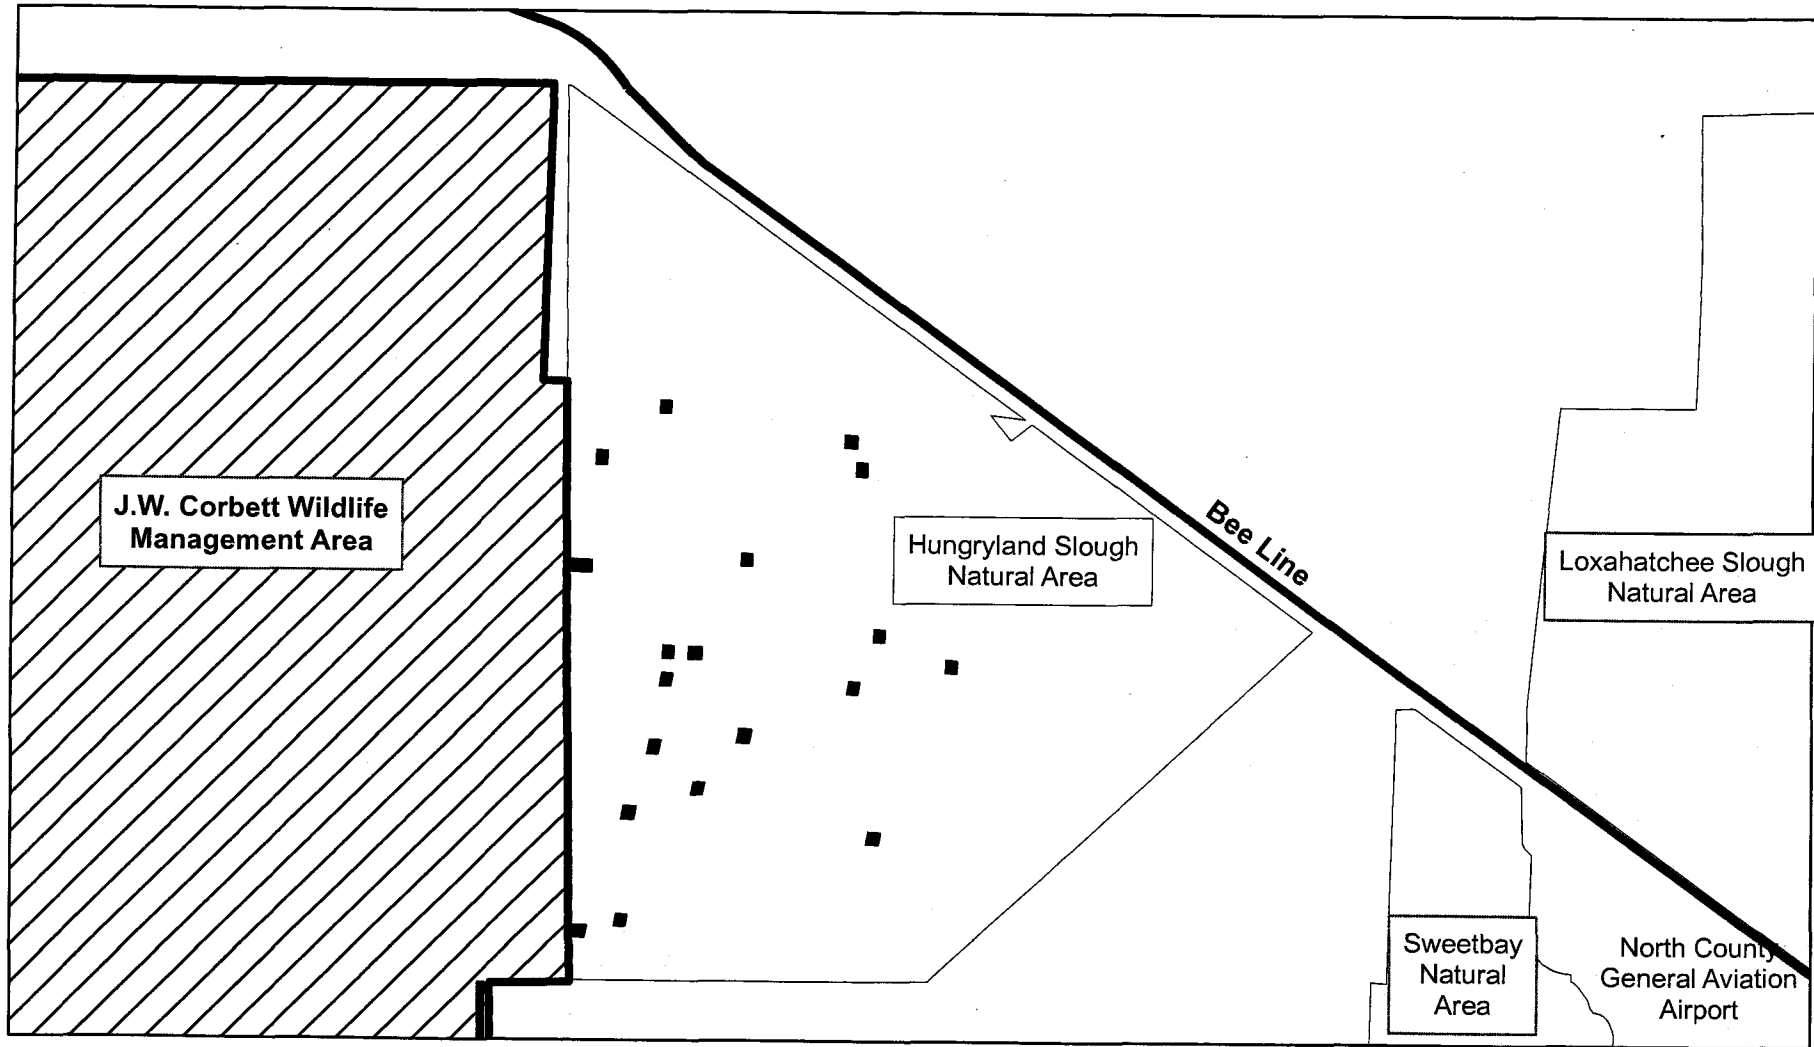 J.W. Corbett Wildlife
Management Area
Hungryland Slough
Natural Area
Bee Line
Loxahatchee Slough
Natural Area
Sweetbay
Natural
Area
North County
General Aviation
Airport